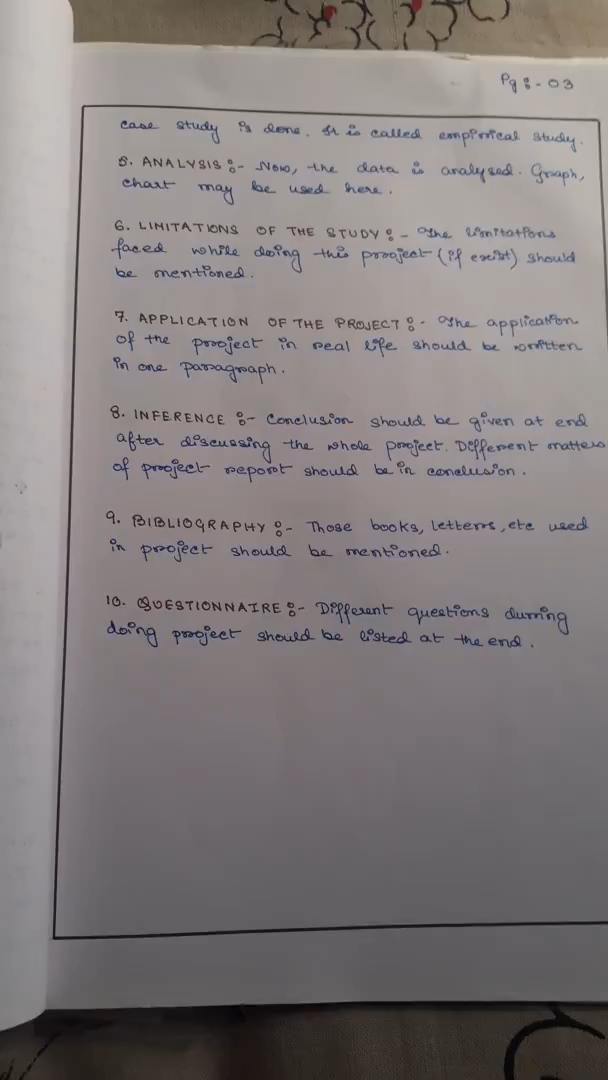 Pg :- 03
case study is done. It is called empirical study.
5. ANALYSIS :- Now, the data is analysed. Graph,
chart may be used here.
6. LIMITATIONS OF THE STUDY :- The limitations
faced while doing this project (if exist) should
be mentioned.
7. APPLICATION OF THE PROJECT :- The application
of the project in real life should be written
in one paragraph.
8. INFERENCE :- Conclusion should be given at end
after discussing the whole project. Different matters
of project report should be in conclusion.
9. BIBLIOGRAPHY :- Those books, letters, etc used
in project should be mentioned.
10. QUESTIONNAIRE :- Different questions during
doing project should be listed at the end.